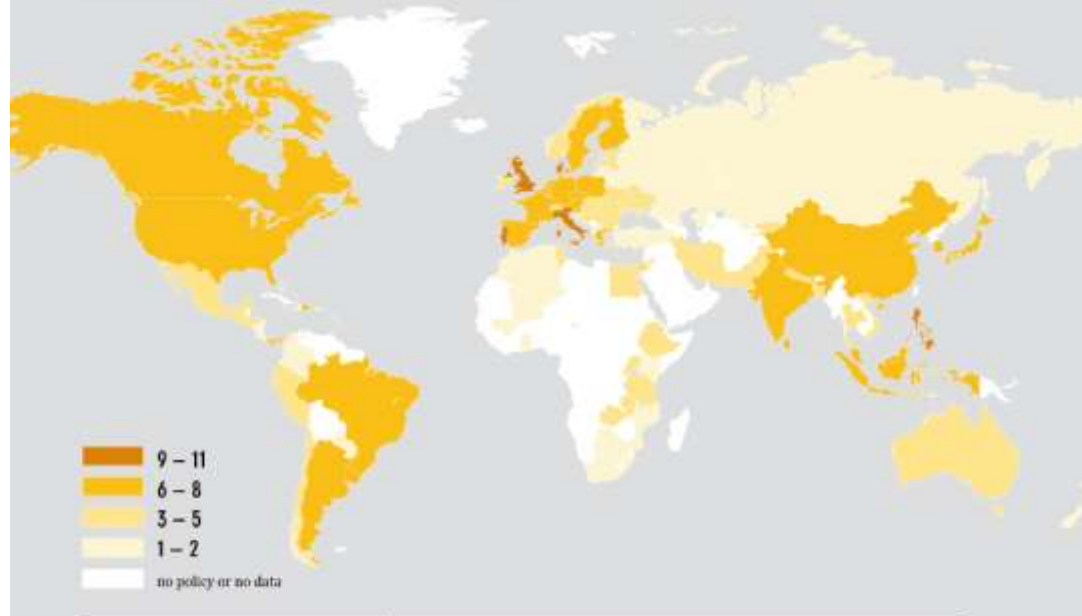 9 – 11
6 – 8
3 – 5
1 – 2
no policy or no data